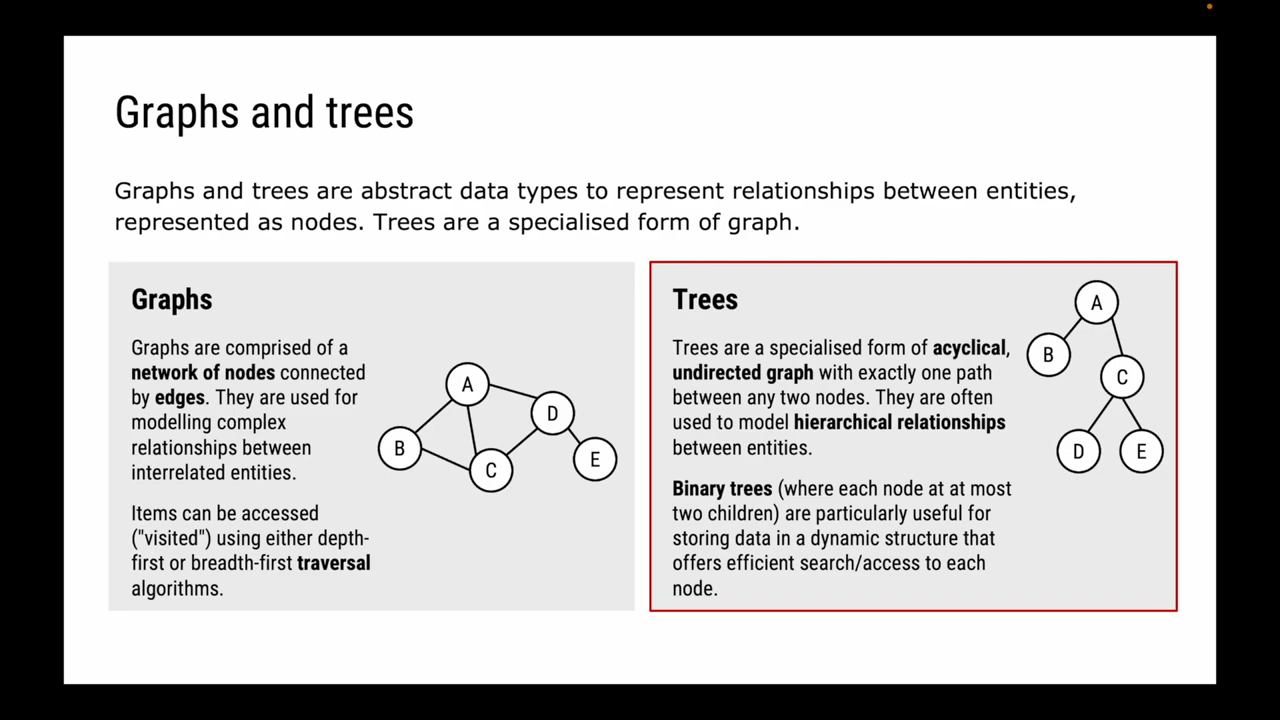 Graphs and trees
Graphs and trees are abstract data types to represent relationships between entities,
represented as nodes. Trees are a specialised form of graph.
Graphs
Graphs are comprised of a
network of nodes connected
by edges. They are used for
modelling complex
relationships between
interrelated entities.
Items can be accessed
("visited") using either depth-
first or breadth-first traversal
algorithms.
A
D
B
E
C
Trees
Trees are a specialised form of acyclical,
undirected graph with exactly one path
between any two nodes. They are often
used to model hierarchical relationships
between entities.
Binary trees (where each node at at most
two children) are particularly useful for
storing data in a dynamic structure that
offers efficient search/access to each
node.
A
B
C
D
E